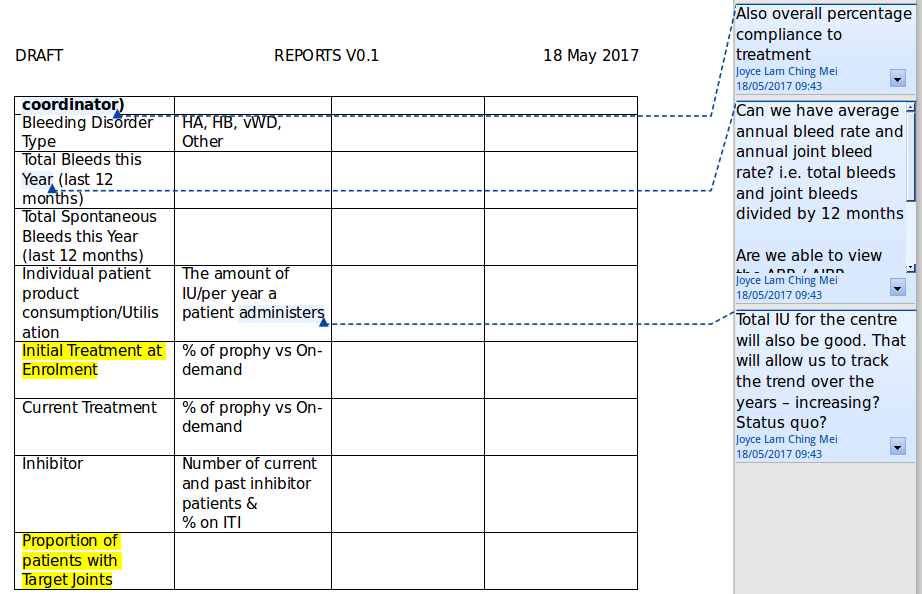 DRAFT REPORTS V0.1 18 May 2017
coordinator)
Bleeding Disorder
Type
HA, HB, vWD,
Other
Total Bleeds this
Year (last 12
months)
Total Spontaneous
Bleeds this Year
(last 12 months)
Individual patient
product
consumption/Utilis
ation
The amount of
IU/per year a
patient administers
Initial Treatment at
Enrolment
% of prophy vs On-
demand
Current Treatment
% of prophy vs On-
demand
Inhibitor
Number of current
and past inhibitor
patients &
% on ITI
Proportion of
patients with
Target Joints
Also overall percentage
compliance to
treatment
Joyce Lam Ching Mei
18/05/2017 09:43
Can we have average
annual bleed rate and
annual joint bleed
rate? i.e. total bleeds
and joint bleeds
divided by 12 months
Are we able to view
Joyce Lam Ching Mei
18/05/2017 09:43
Total IU for the centre
will also be good. That
will allow us to track
the trend over the
years – increasing?
Status quo?
Joyce Lam Ching Mei
18/05/2017 09:43